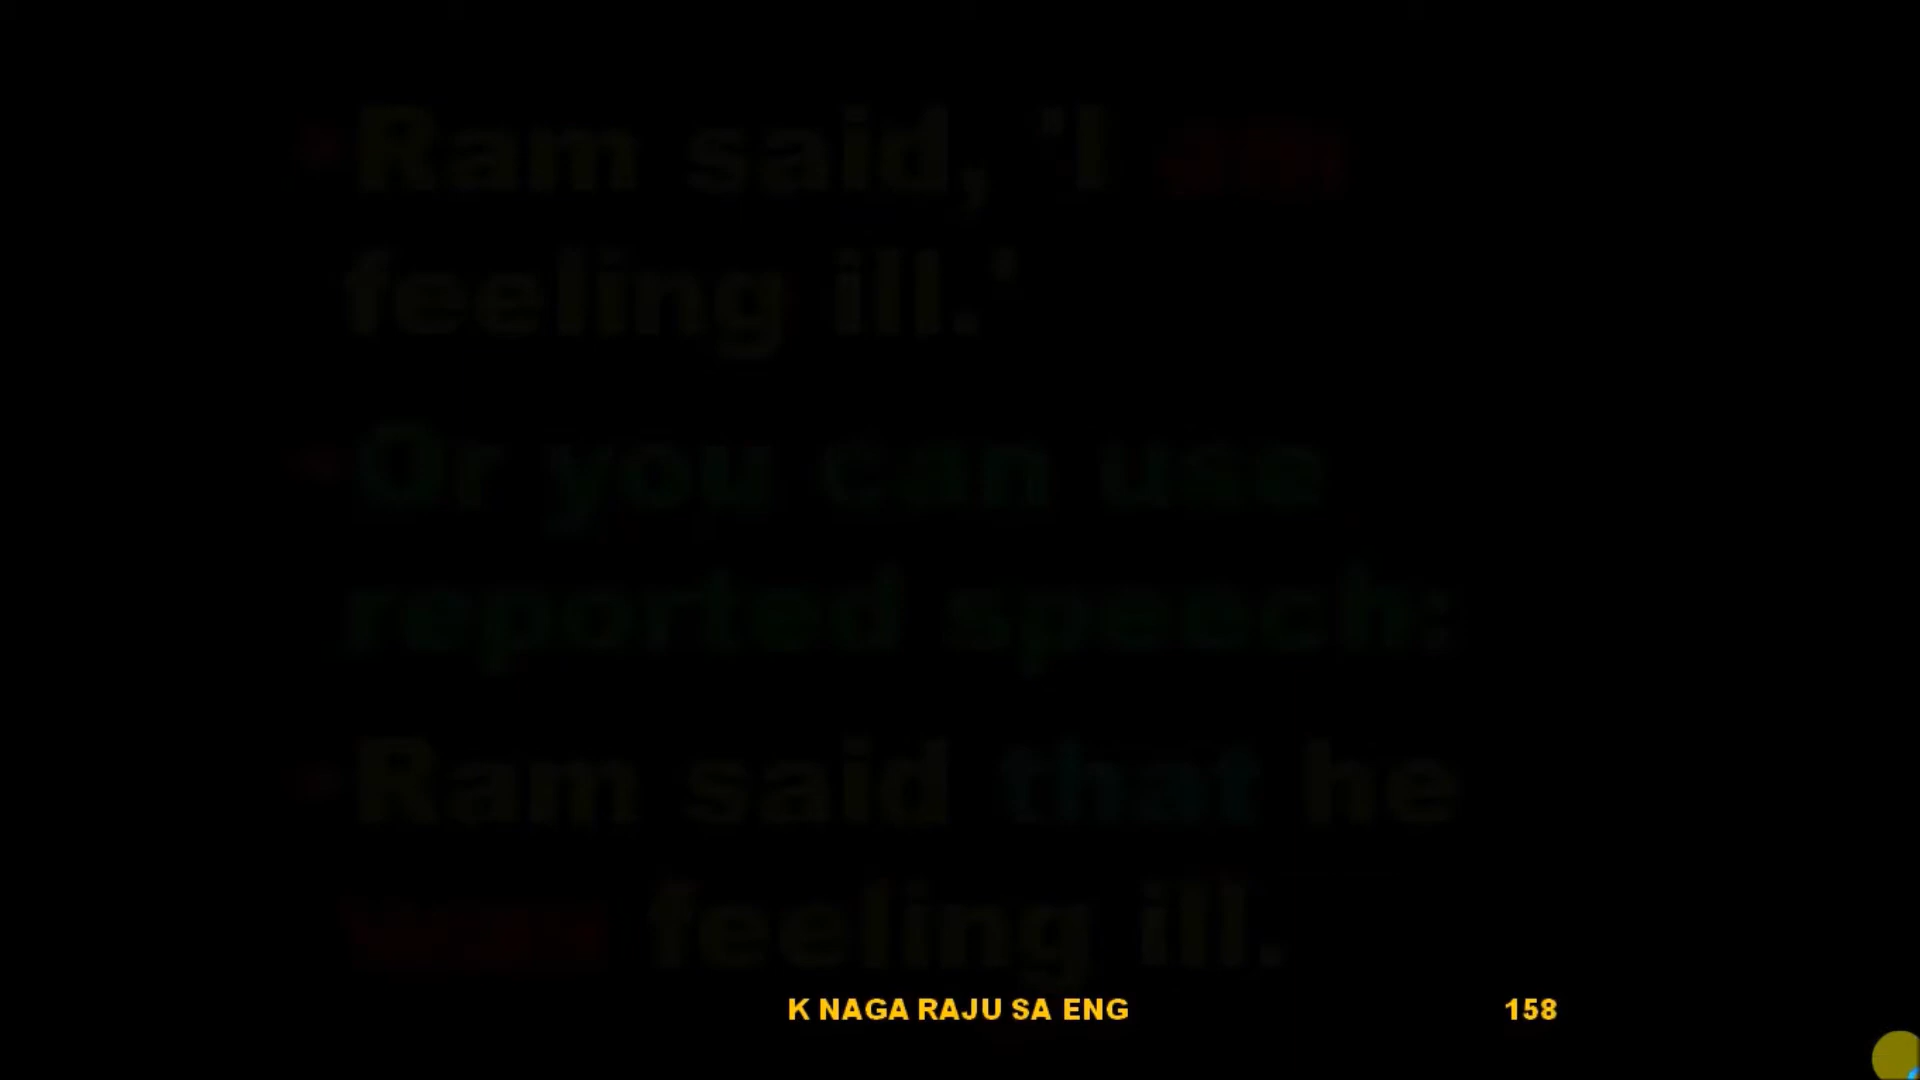 Ram said, 'I am
feeling ill.'
Or you can use
reported speech:
Ram said that he
was feeling ill.
K NAGA RAJU SA ENG
158